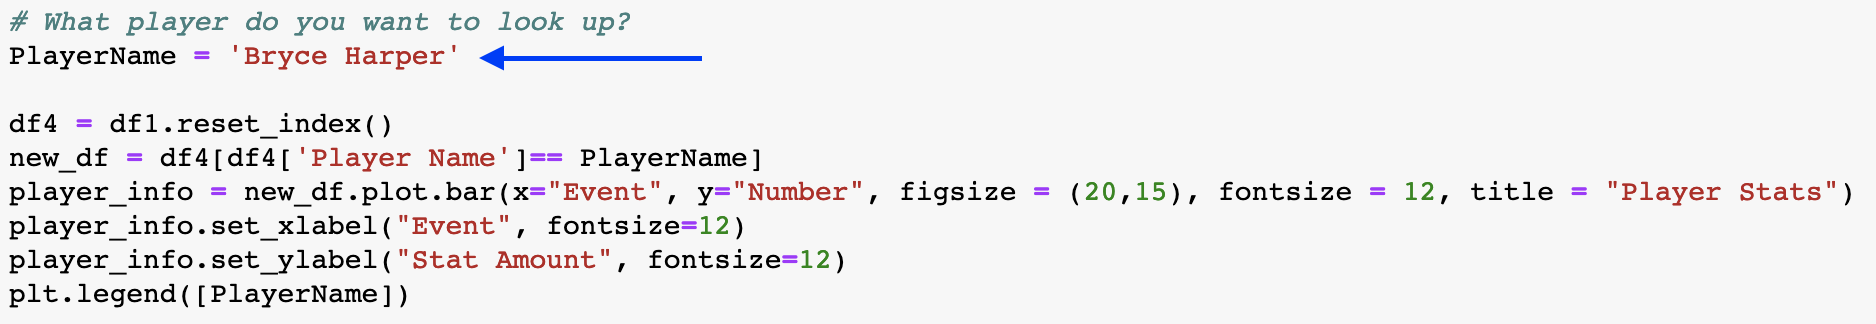 # What player do you want to look up?
PlayerName = 'Bryce Harper'
df4 = df1.reset_index()
new_df = df4[df4['Player Name']== PlayerName]
player_info = new_df.plot.bar(x="Event", y="Number", figsize = (20,15), fontsize = 12, title = "Player Stats")
player_info.set_xlabel("Event", fontsize=12)
player_info.set_ylabel("Stat Amount", fontsize=12)
plt.legend([PlayerName])